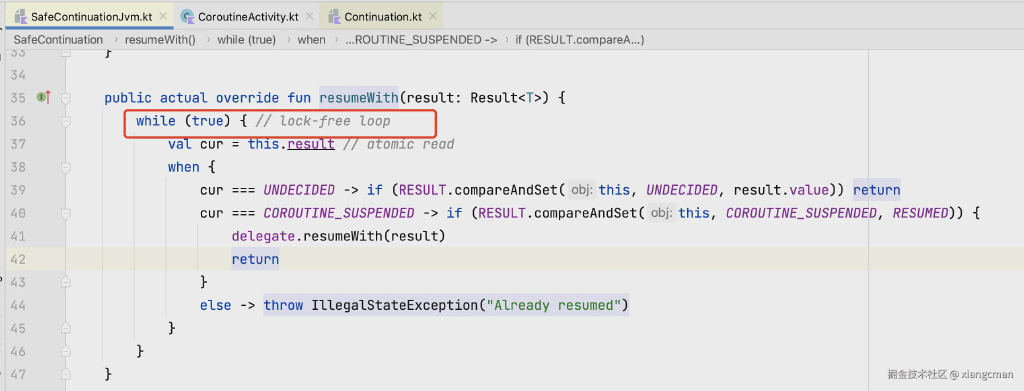 SafeContinuationJvm.kt × CoroutineActivity.kt × Continuation.kt ×
SafeContinuation › resumeWith() › while (true) › when › ...ROUTINE_SUSPENDED -> › if (RESULT.compareA...)
33 }
34
35 public actual override fun resumeWith(result: Result<T>) {
36 while (true) { // lock-free loop
37 val cur = this.result // atomic read
38 when {
39 cur === UNDECIDED -> if (RESULT.compareAndSet( obj: this, UNDECIDED, result.value)) return
40 cur === COROUTINE_SUSPENDED -> if (RESULT.compareAndSet( obj: this, COROUTINE_SUSPENDED, RESUMED)) {
41 delegate.resumeWith(result)
42 return
43 }
44 else -> throw IllegalStateException("Already resumed")
45 }
46 }
47 }
掘金技术社区 @ xiangcman